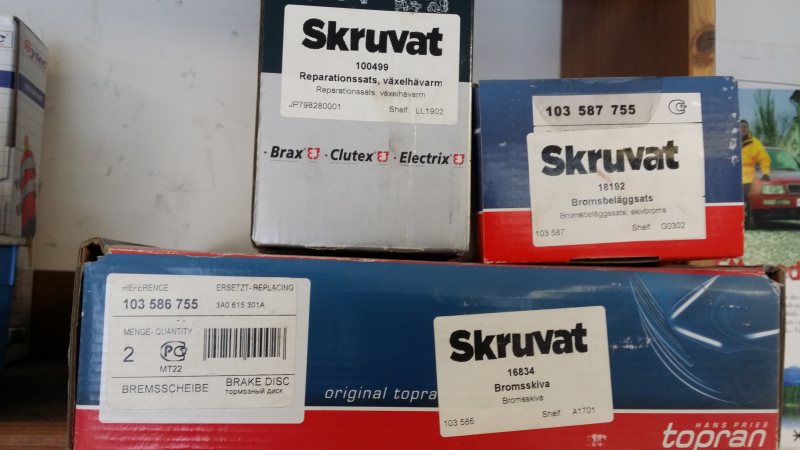 Skruvat
100499
Reparationssats, växelhävarm
Reparationssats, växelhävarm
JP798280001 Shelf: LL1902
·Brax · Clutex · Electrix
103 587 755
Skruvat
18192
Bromsbeläggsats
Bromsbeläggsats, skivbroms
103 587 Shelf: G0302
REFERENCE ERSETZT- REPLACING
103 586 755 3A0 615 301A
MENGE- QUANTITY
2
MT22
BREMSSCHEIBE BRAKE DISC
тормозный диск
original topran
Skruvat
16834
Bromsskiva
Bromsskiva
103 586 Shelf: A1701
HANS PRIES
topran